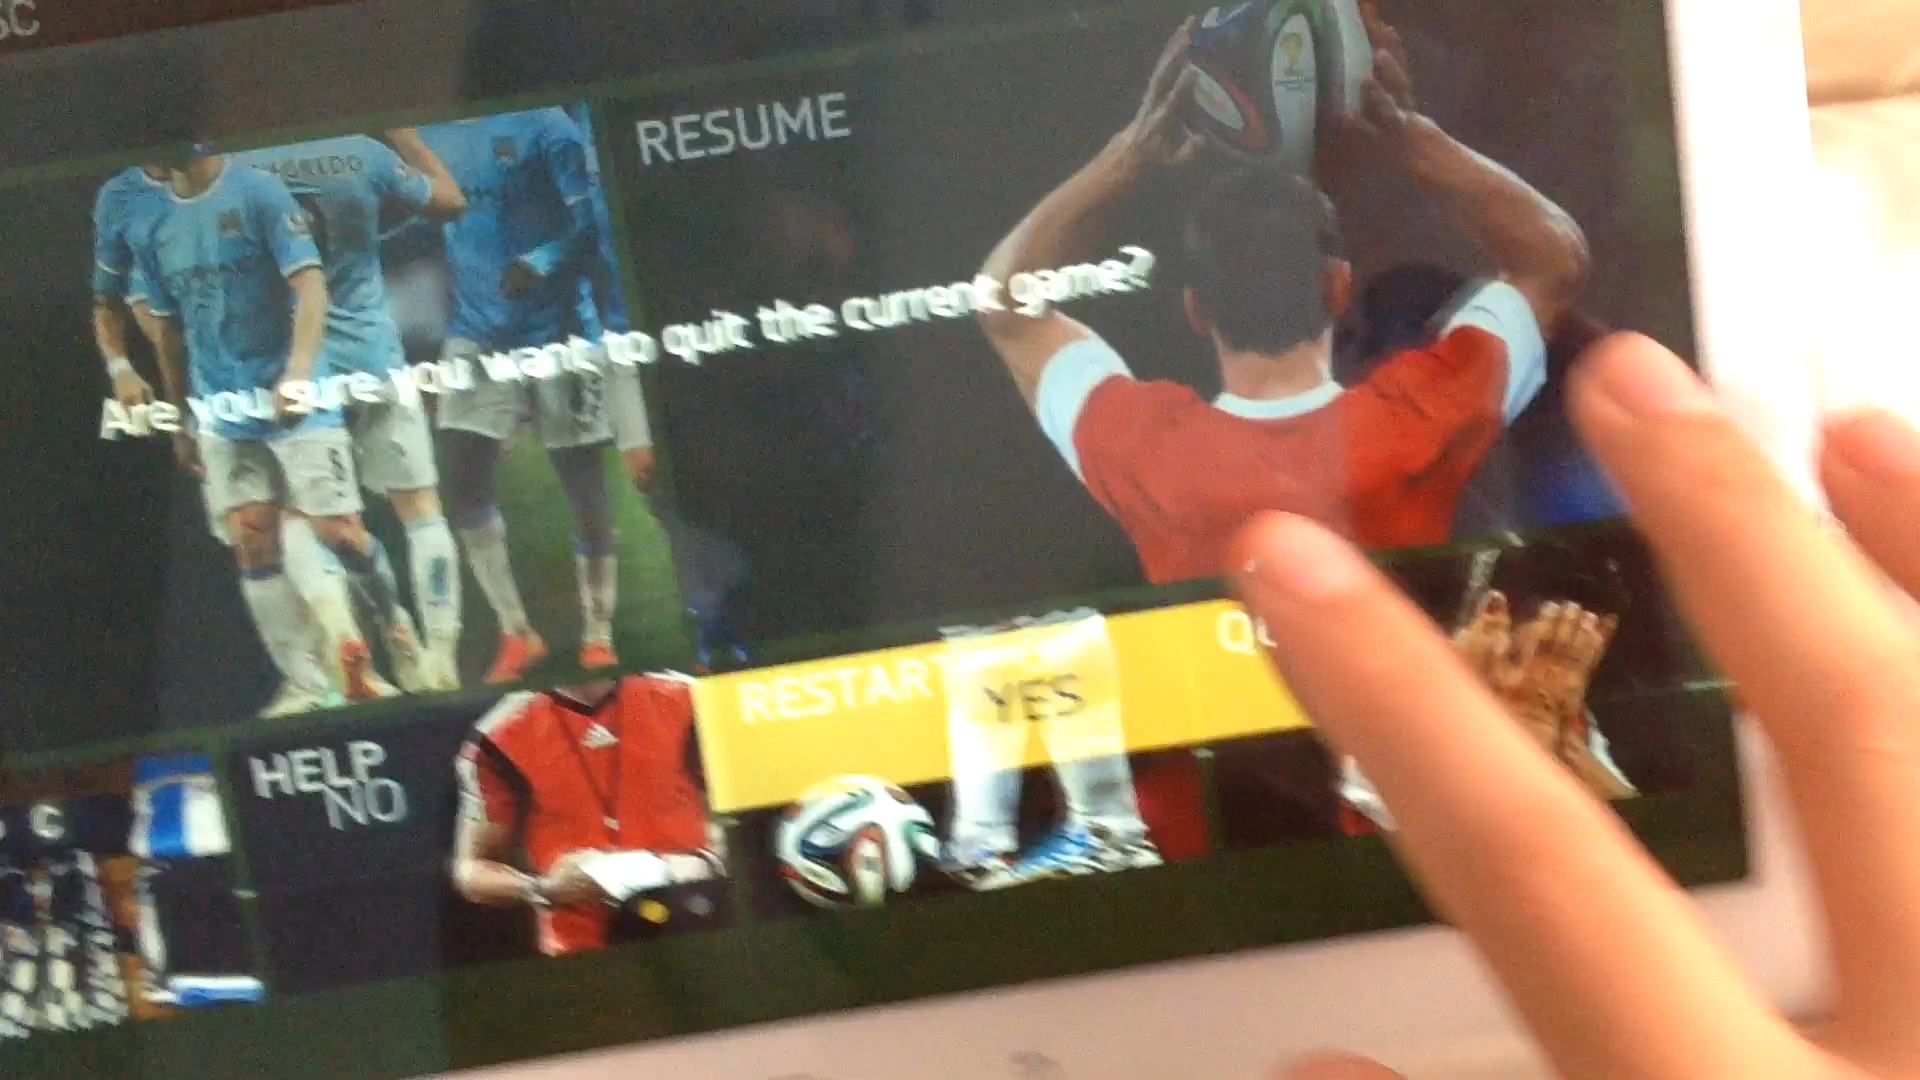 RESUME
Are you sure you want to quit the current game?
RESTART
YES
HELP
NO